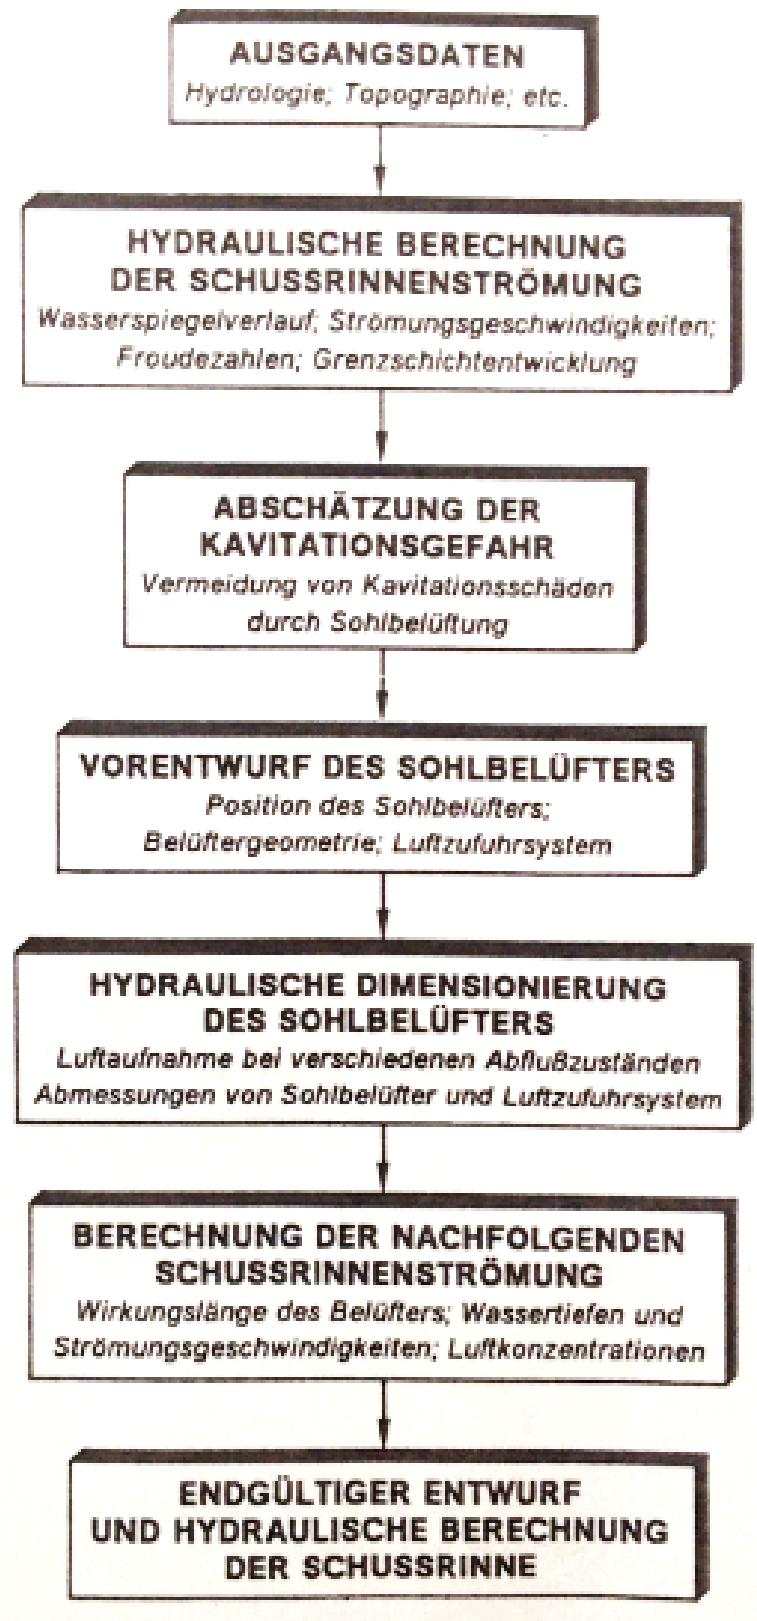 AUSGANGSDATEN
Hydrologie; Topographie; etc.
HYDRAULISCHE BERECHNUNG
DER SCHUSSRINNENSTRÖMUNG
Wasserspiegelverlauf; Strömungsgeschwindigkeiten;
Froudezahlen; Grenzschichtentwicklung
ABSCHÄTZUNG DER
KAVITATIONSGEFAHR
Vermeidung von Kavitationsschäden
durch Sohlbelüftung
VORENTWURF DES SOHLBELÜFTERS
Position des Sohlbelüfters;
Belüftergeometrie; Luftzufuhrsystem
HYDRAULISCHE DIMENSIONIERUNG
DES SOHLBELÜFTERS
Luftaufnahme bei verschiedenen Abflußzuständen
Abmessungen von Sohlbelüfter und Luftzufuhrsystem
BERECHNUNG DER NACHFOLGENDEN
SCHUSSRINNENSTRÖMUNG
Wirkungslänge des Belüfters; Wassertiefen und
Strömungsgeschwindigkeiten; Luftkonzentrationen
ENDGÜLTIGER ENTWURF
UND HYDRAULISCHE BERECHNUNG
DER SCHUSSRINNE